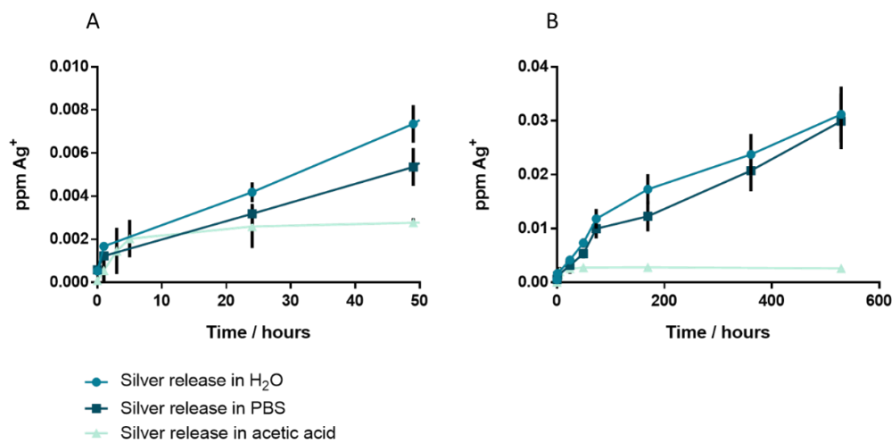 A
B
0.010
0.008
0.006
0.004
0.002
0.000
ppm Ag⁺
0 10 20 30 40 50
Time / hours
0.04
0.03
0.02
0.01
0.00
ppm Ag⁺
0 200 400 600
Time / hours
Silver release in H₂O
Silver release in PBS
Silver release in acetic acid